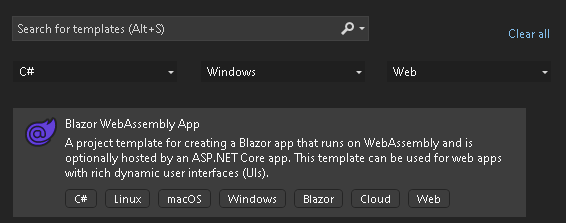 Search for templates (Alt+S)
Clear all
C# Windows Web
Blazor WebAssembly App
A project template for creating a Blazor app that runs on WebAssembly and is
optionally hosted by an ASP.NET Core app. This template can be used for web apps
with rich dynamic user interfaces (UIs).
C# Linux macOS Windows Blazor Cloud Web